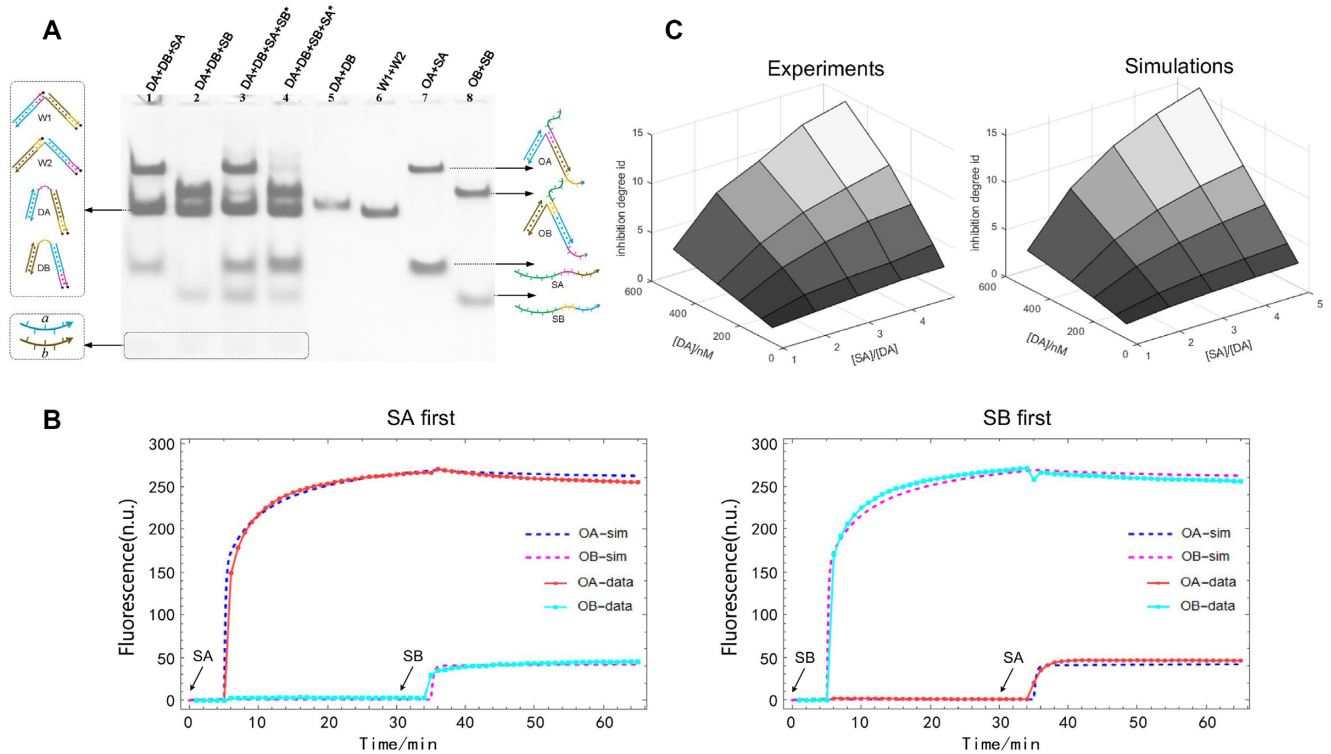 A
DA+DB+SA
DA+DB+SB
DA+DB+SA+SB*
DA+DB+SB+SA*
DA+DB
W1+W2
OA+SA
OB+SB
1 2 3 4 5 6 7 8
W1
W2
DA
DB
a
b
OA
OB
SA
SB
C
Experiments
inhibition degree id
15
10
5
0
600
400
200
0
[DA]/nM
1
2
3
4
[SA]/[DA]
Simulations
inhibition degree id
15
10
5
0
600
400
200
0
[DA]/nM
1
2
3
4
5
[SA]/[DA]
B
SA first
Fluorescence(n.u.)
300
250
200
150
100
50
0
OA-sim
OB-sim
OA-data
OB-data
SA
SB
0 10 20 30 40 50 60
Time/min
SB first
Fluorescence(n.u.)
300
250
200
150
100
50
0
OA-sim
OB-sim
OA-data
OB-data
SB
SA
0 10 20 30 40 50 60
Time/min